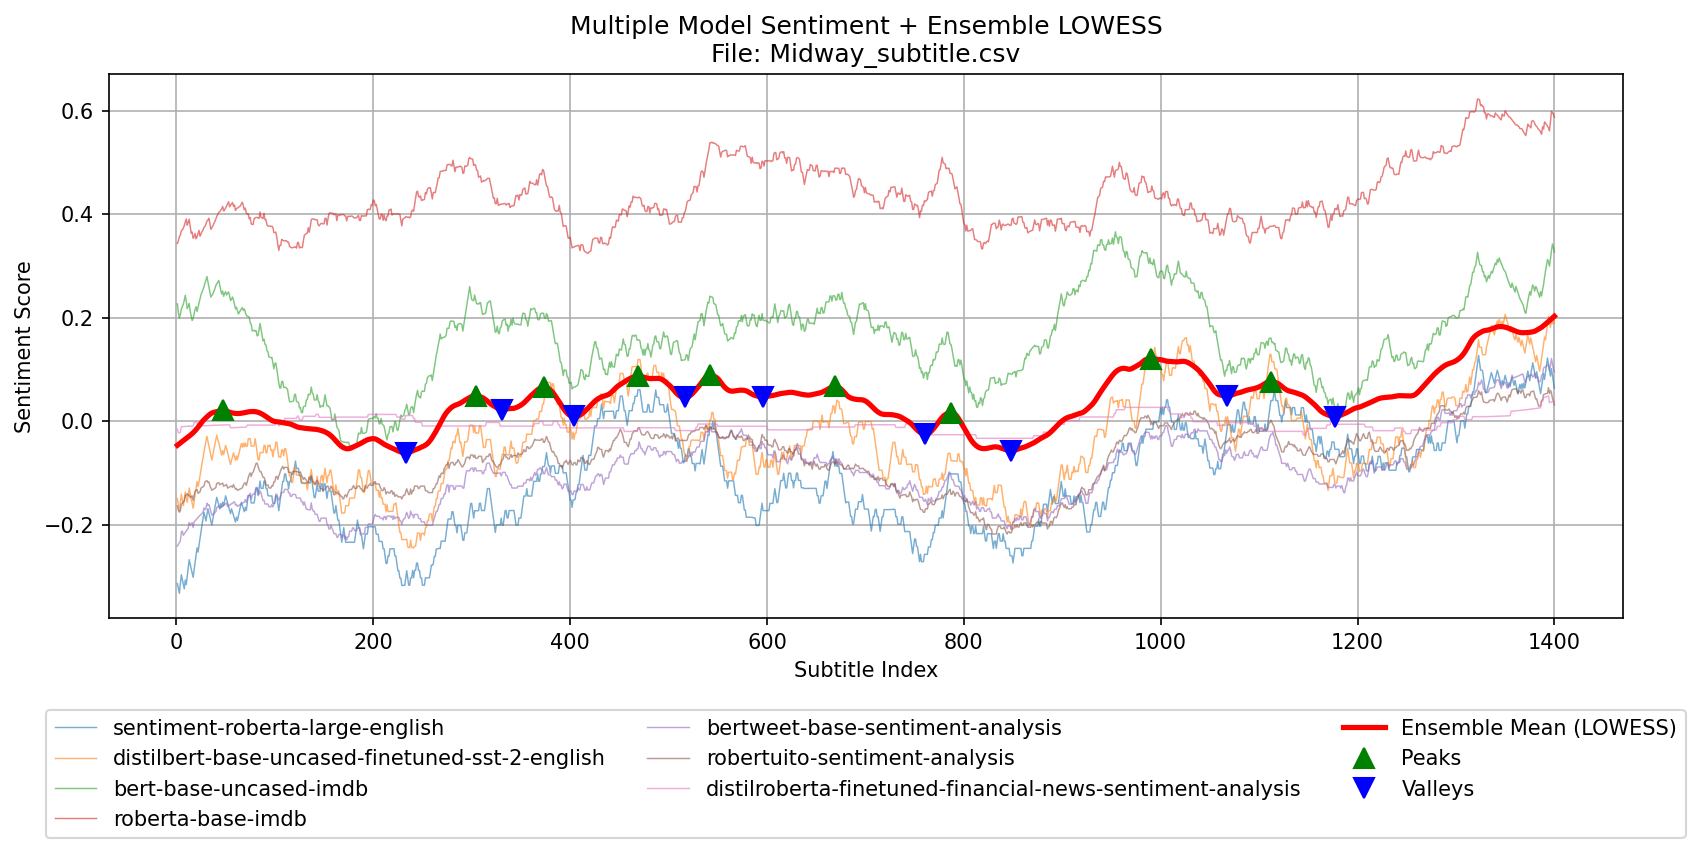 Multiple Model Sentiment + Ensemble LOWESS
File: Midway_subtitle.csv
Sentiment Score
0.6
0.4
0.2
0.0
−0.2
0 200 400 600 800 1000 1200 1400
Subtitle Index
sentiment-roberta-large-english
distilbert-base-uncased-finetuned-sst-2-english
bert-base-uncased-imdb
roberta-base-imdb
bertweet-base-sentiment-analysis
robertuito-sentiment-analysis
distilroberta-finetuned-financial-news-sentiment-analysis
Ensemble Mean (LOWESS)
Peaks
Valleys